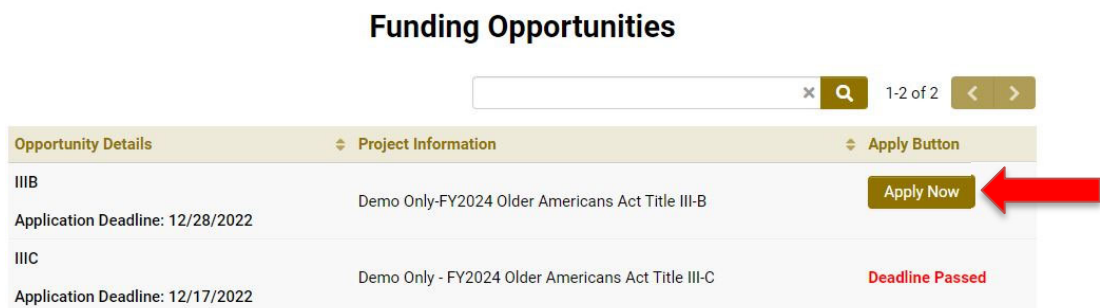 Funding Opportunities
1-2 of 2
Opportunity Details Project Information Apply Button
IIIB
Application Deadline: 12/28/2022
Demo Only-FY2024 Older Americans Act Title III-B
Apply Now
IIIC
Application Deadline: 12/17/2022
Demo Only - FY2024 Older Americans Act Title III-C
Deadline Passed